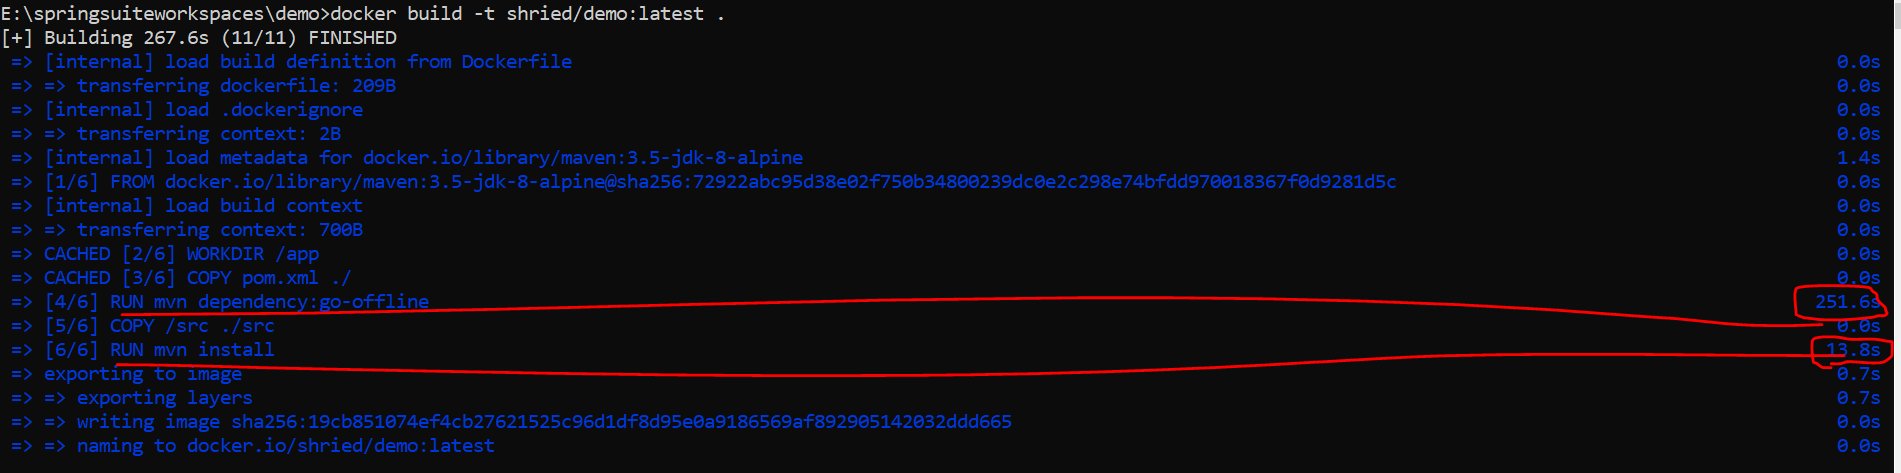 E:\springsuiteworkspaces\demo>docker build -t shried/demo:latest .
[+] Building 267.6s (11/11) FINISHED
=> [internal] load build definition from Dockerfile 0.0s
=> => transferring dockerfile: 209B 0.0s
=> [internal] load .dockerignore 0.0s
=> => transferring context: 2B 0.0s
=> [internal] load metadata for docker.io/library/maven:3.5-jdk-8-alpine 1.4s
=> [1/6] FROM docker.io/library/maven:3.5-jdk-8-alpine@sha256:72922abc95d38e02f750b34800239dc0e2c298e74bfdd970018367f0d9281d5c 0.0s
=> [internal] load build context 0.0s
=> => transferring context: 700B 0.0s
=> CACHED [2/6] WORKDIR /app 0.0s
=> CACHED [3/6] COPY pom.xml ./ 0.0s
=> [4/6] RUN mvn dependency:go-offline 251.6s
=> [5/6] COPY /src ./src 0.0s
=> [6/6] RUN mvn install 13.8s
=> exporting to image 0.7s
=> => exporting layers 0.7s
=> => writing image sha256:19cb851074ef4cb27621525c96d1df8d95e0a9186569af892905142032ddd665 0.0s
=> => naming to docker.io/shried/demo:latest 0.0s